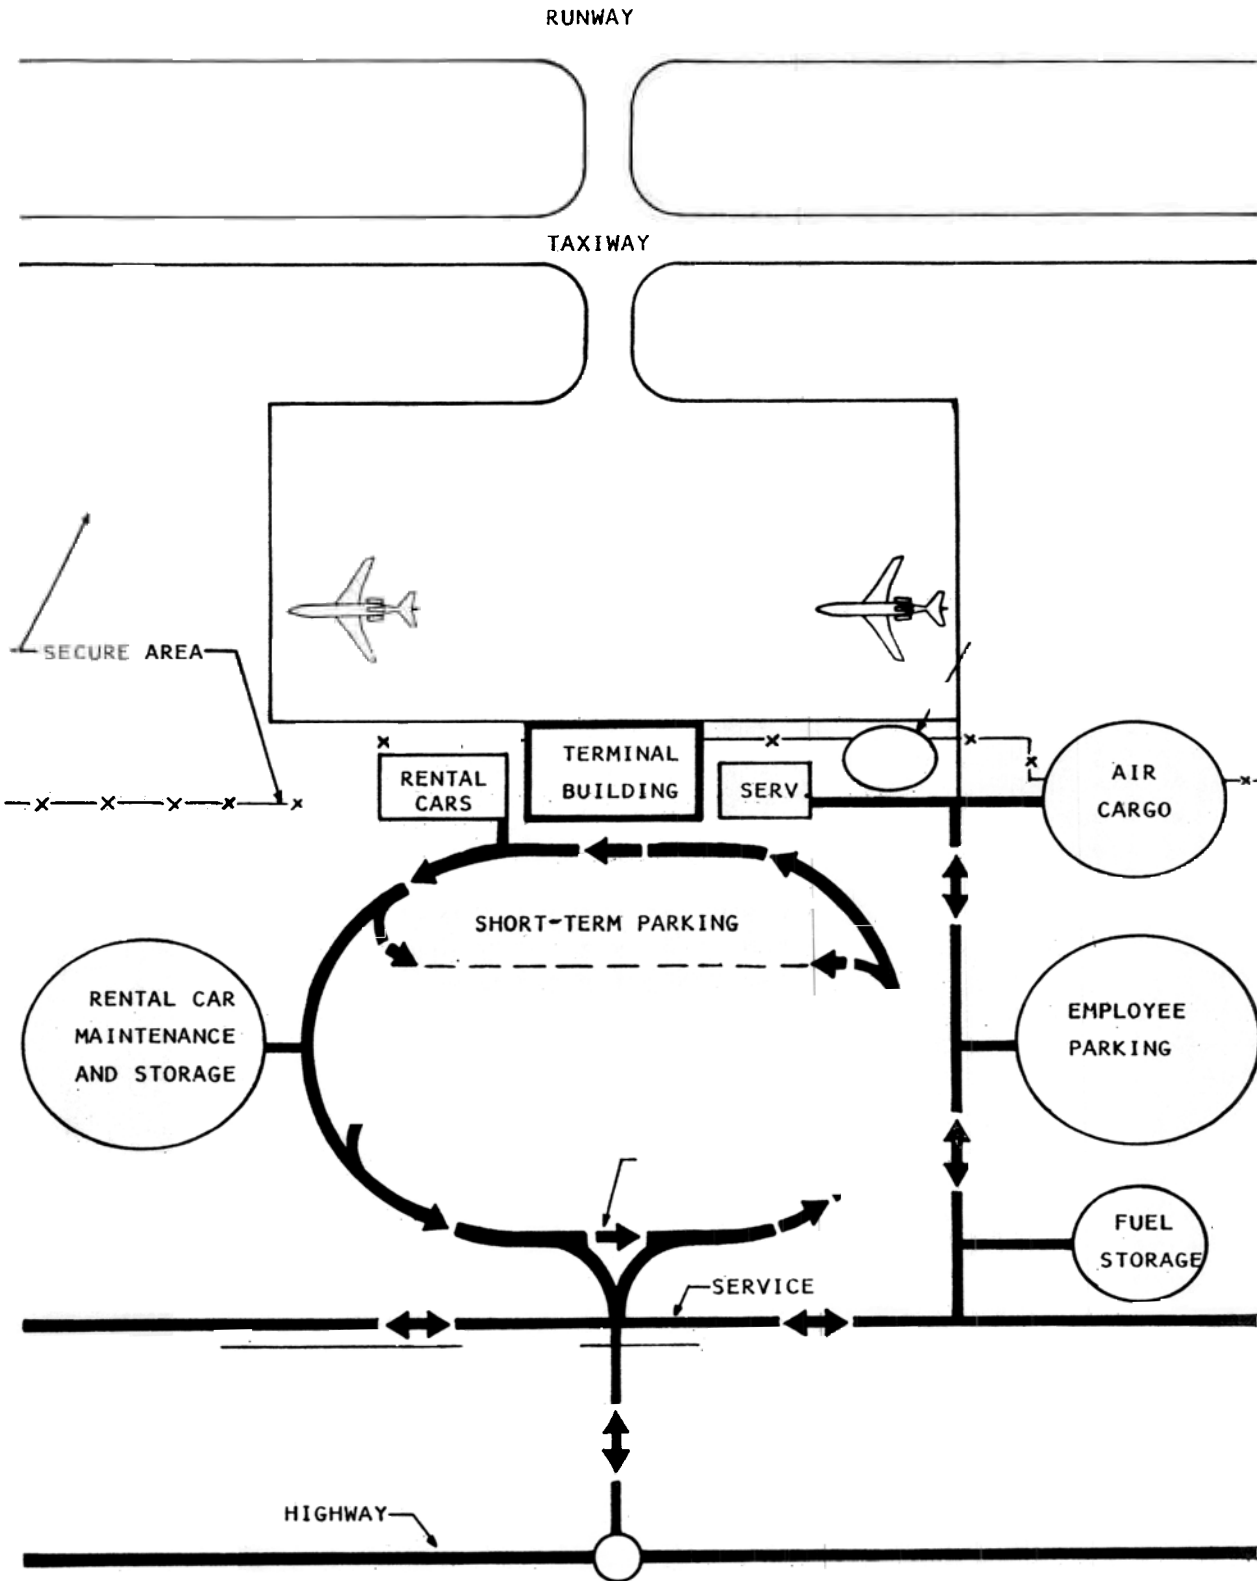 RUNWAY
TAXIWAY
SECURE AREA
TERMINAL
BUILDING
RENTAL
CARS
SERV
AIR
CARGO
SHORT-TERM PARKING
RENTAL CAR
MAINTENANCE
AND STORAGE
EMPLOYEE
PARKING
FUEL
STORAGE
SERVICE
HIGHWAY